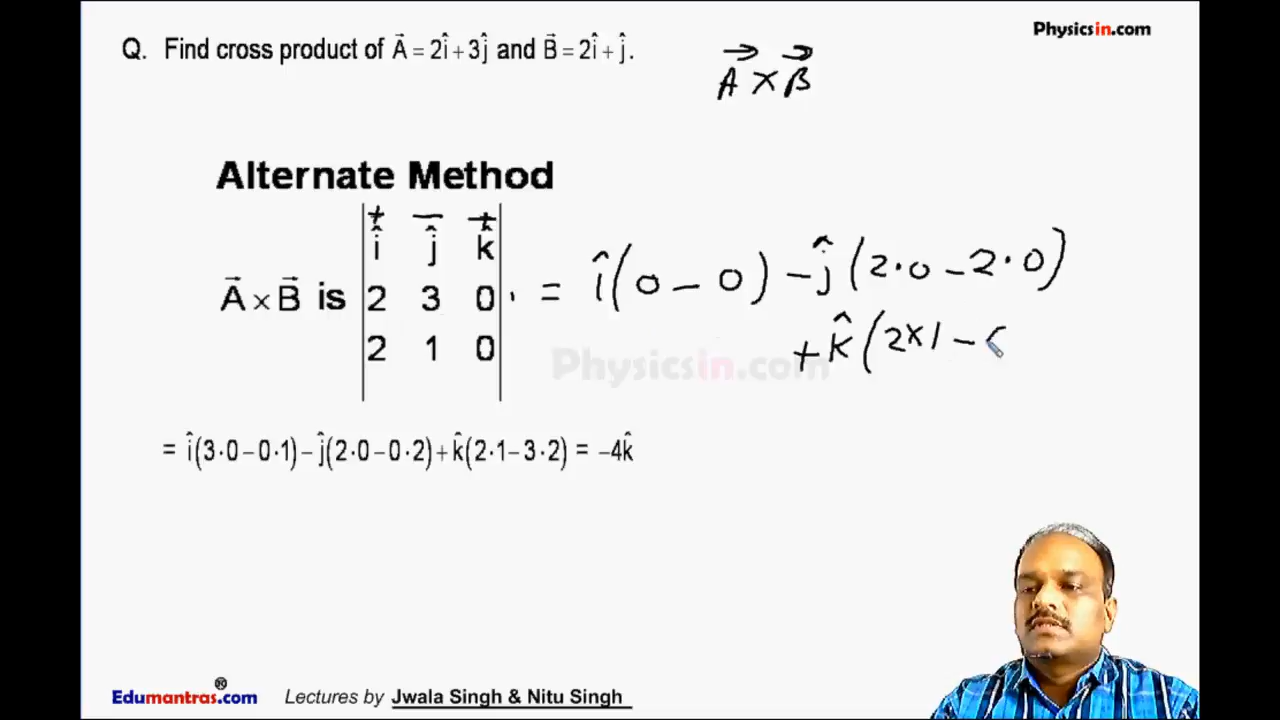 Physicsin.com
Q. Find cross product of A⃗ = 2î + 3ĵ and B⃗ = 2î + ĵ.
A⃗ × B⃗
Alternate Method
+ − +
î ĵ k̂
A⃗ × B⃗ is 2 3 0 = î(0 − 0) − ĵ(2·0 − 2·0)
2 1 0 + k̂(2×1 −
Physicsin.com
= î(3·0 − 0·1) − ĵ(2·0 − 0·2) + k̂(2·1 − 3·2) = −4k̂
Edumantras.com ® Lectures by Jwala Singh & Nitu Singh